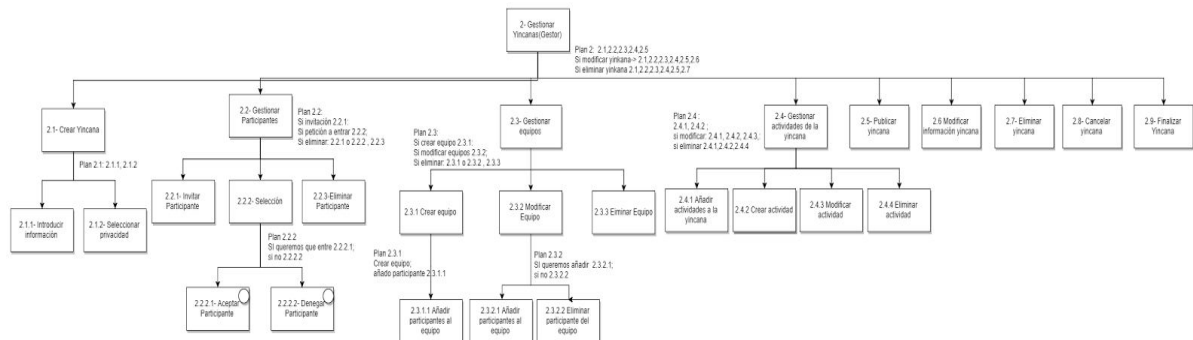 2- Gestionar
Yincanas(Gestor)
Plan 2: 2.1,2.2,2.3,2.4,2.5
Si modificar yinkana-> 2.1,2.2,2.3,2.4,2.5,2.6
Si eliminar yinkana 2.1,2.2,2.3,2.4,2.5,2.7
2.1- Crear Yincana
2.2- Gestionar
Participantes
Plan 2.2:
Si invitación 2.2.1:
Si petición a entrar 2.2.2;
Si eliminar: 2.2.1 o 2.2.2 , 2.2.3
2.3- Gestionar
equipos
Plan 2.3:
Si crear equipo 2.3.1:
Si modificar equipos 2.3.2;
Si eliminar: 2.3.1 o 2.3.2 , 2.3.3
2.4- Gestionar
actividades de la
yincana
Plan 2.4 :
2.4.1, 2.4.2 ;
si modificar: 2.4.1, 2.4.2, 2.4.3;
si eliminar 2.4.1,2.4.2,2.4.4
2.5- Publicar
yincana
2.6 Modificar
información yincana
2.7- Eliminar
yincana
2.8- Cancelar
yincana
2.9- Finalizar
Yincana
Plan 2.1: 2.1.1, 2.1.2
2.1.1- Introducir
información
2.1.2- Seleccionar
privacidad
2.2.1- Invitar
Participante
2.2.2- Selección
2.2.3-Eliminar
Participante
Plan 2.2.2
SI queremos que entre 2.2.2.1;
si no 2.2.2.2
2.2.2.1- Aceptar
Participante
2.2.2.2- Denegar
Participante
2.3.1 Crear equipo
2.3.2 Modificar
Equipo
2.3.3 Eminar Equipo
Plan 2.3.1
Crear equipo;
añado participante 2.3.1.1
Plan 2.3.2
SI queremos añadir 2.3.2.1;
si no 2.3.2.2
2.3.1.1 Añadir
participantes al
equipo
2.3.2.1 Añadir
participantes al
equipo
2.3.2.2 Eliminar
participante del
equipo
2.4.1 Añadir
actividades a la
yincana
2.4.2 Crear actividad
2.4.3 Modificar
actividad
2.4.4 Eliminar
actividad